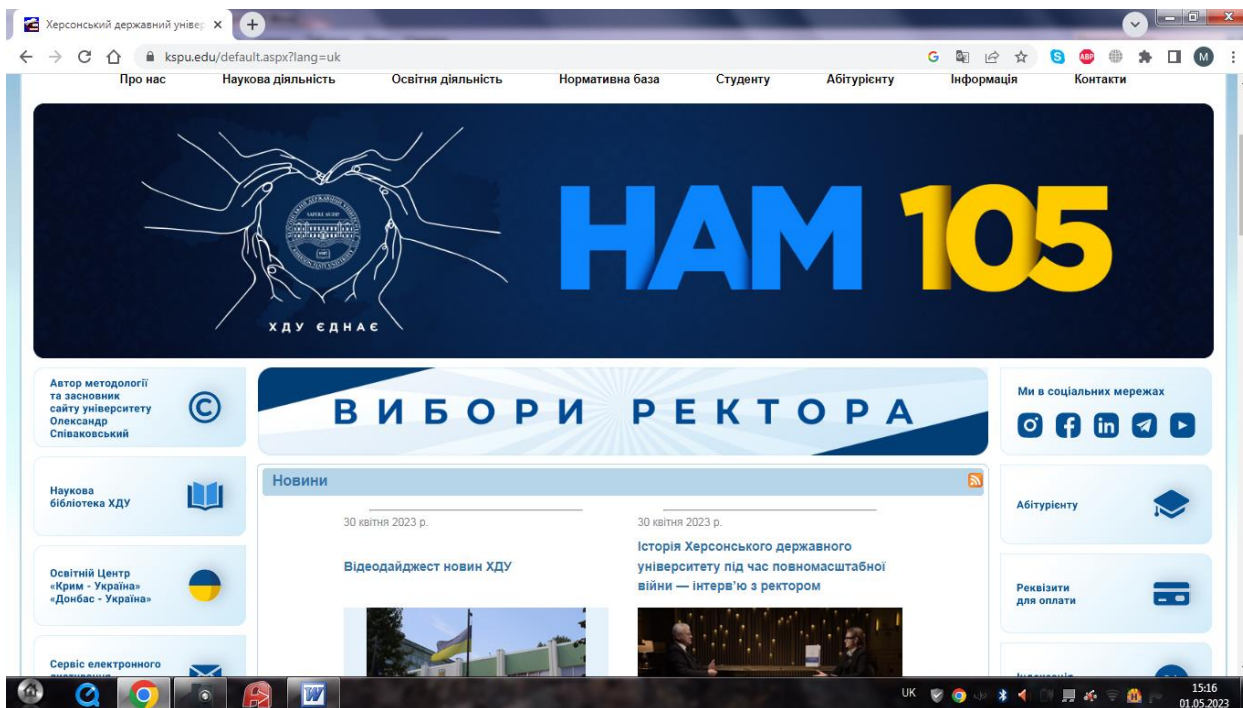 Херсонський державний універ
kspu.edu/default.aspx?lang=uk
Про нас
Наукова діяльність
Освітня діяльність
Нормативна база
Студенту
Абітурієнту
Інформація
Контакти
SAPERE AUDE
ХДУ ЄДНАЄ
НАМ 105
Автор методології
та засновник
сайту університету
Олександр
Співаковський
©
ВИБОРИ РЕКТОРА
Ми в соціальних мережах
Наукова
бібліотека ХДУ
Новини
30 квітня 2023 р.
Відеодайджест новин ХДУ
30 квітня 2023 р.
Історія Херсонського державного
університету під час повномасштабної
війни — інтерв'ю з ректором
Абітурієнту
Освітній Центр
«Крим - Україна»
«Донбас - Україна»
Реквізити
для оплати
Сервіс електронного
UK
15:16
01.05.2023